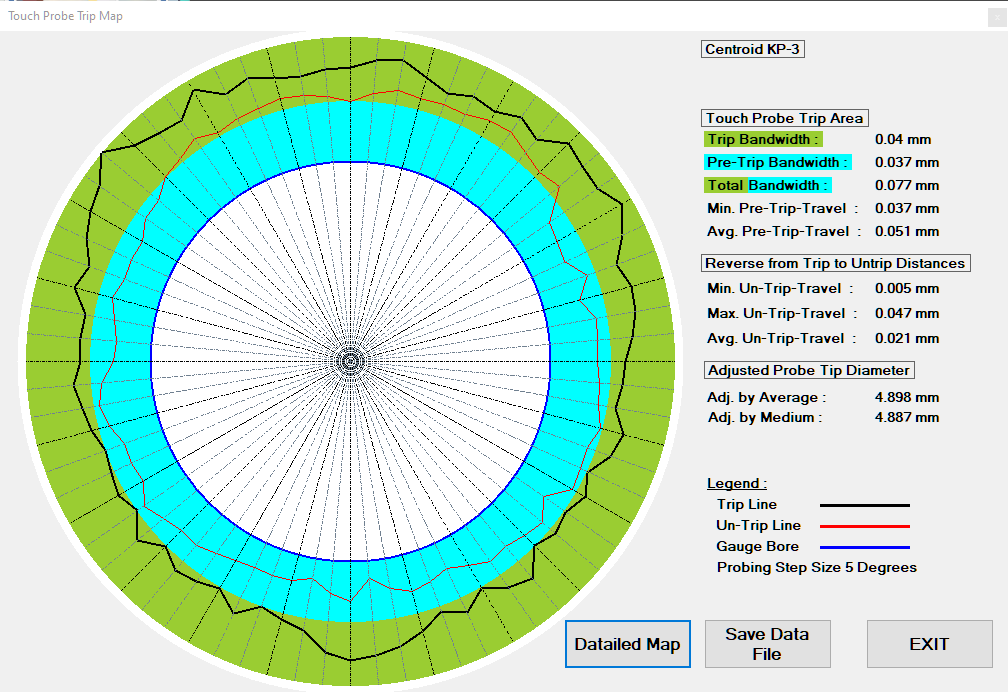 Touch Probe Trip Map
Centroid KP-3
Touch Probe Trip Area
Trip Bandwidth : 0.04 mm
Pre-Trip Bandwidth : 0.037 mm
Total Bandwidth : 0.077 mm
Min. Pre-Trip-Travel : 0.037 mm
Avg. Pre-Trip-Travel : 0.051 mm
Reverse from Trip to Untrip Distances
Min. Un-Trip-Travel : 0.005 mm
Max. Un-Trip-Travel : 0.047 mm
Avg. Un-Trip-Travel : 0.021 mm
Adjusted Probe Tip Diameter
Adj. by Average : 4.898 mm
Adj. by Medium : 4.887 mm
Legend :
Trip Line
Un-Trip Line
Gauge Bore
Probing Step Size 5 Degrees
Datailed Map
Save Data
File
EXIT